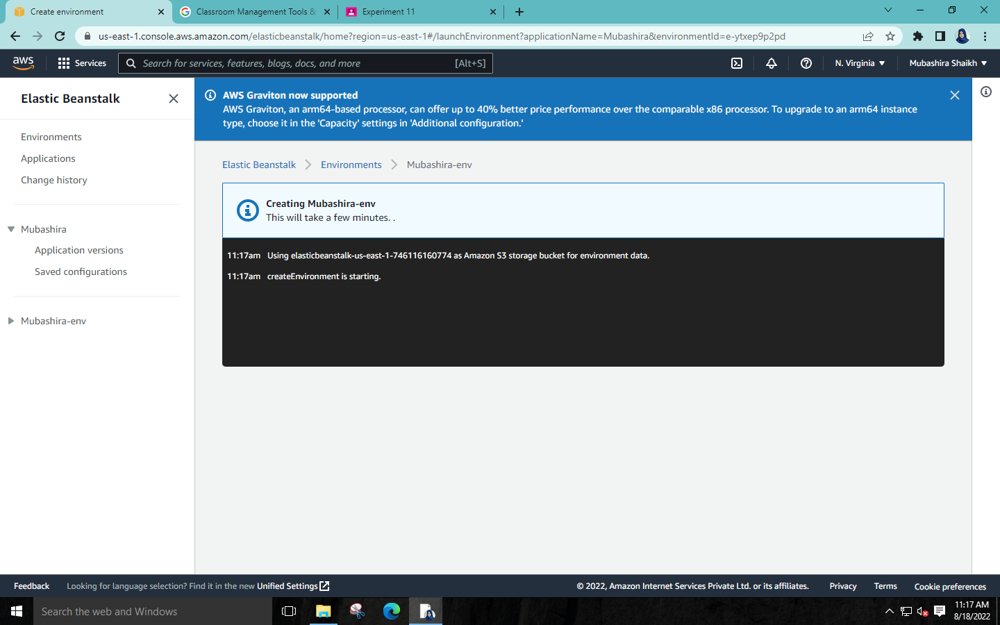 Create environment
Classroom Management Tools &
Experiment 11
us-east-1.console.aws.amazon.com/elasticbeanstalk/home?region=us-east-1#/launchEnvironment?applicationName=Mubashira&environmentId=e-ytxep9p2pd
aws
Services
Search for services, features, blogs, docs, and more
[Alt+S]
N. Virginia
Mubashira Shaikh
Elastic Beanstalk
Environments
Applications
Change history
Mubashira
Application versions
Saved configurations
Mubashira-env
AWS Graviton now supported
AWS Graviton, an arm64-based processor, can offer up to 40% better price performance over the comparable x86 processor. To upgrade to an arm64 instance
type, choose it in the 'Capacity' settings in 'Additional configuration.'
Elastic Beanstalk
Environments
Mubashira-env
Creating Mubashira-env
This will take a few minutes. .
11:17am Using elasticbeanstalk-us-east-1-746116160774 as Amazon S3 storage bucket for environment data.
11:17am createEnvironment is starting.
Feedback
Looking for language selection? Find it in the new Unified Settings
© 2022, Amazon Internet Services Private Ltd. or its affiliates.
Privacy
Terms
Cookie preferences
Search the web and Windows
11:17 AM
8/18/2022